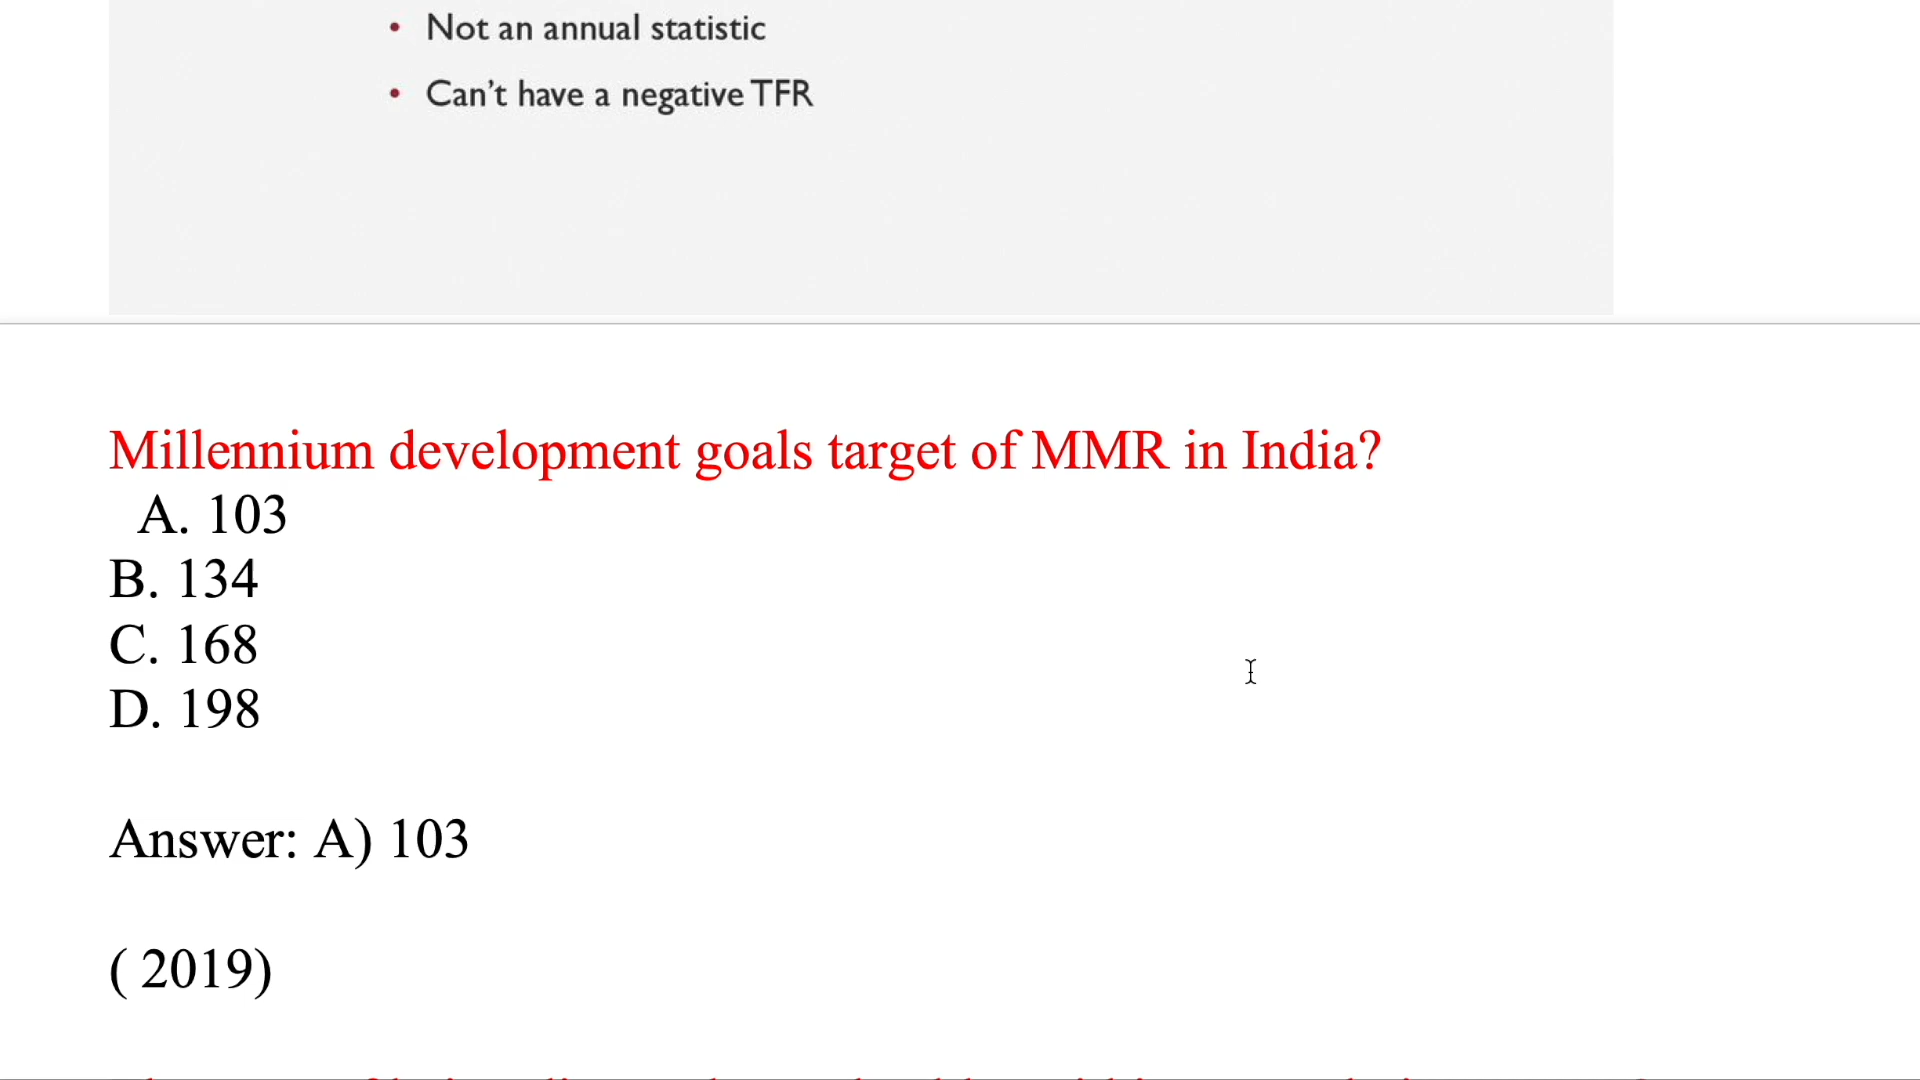 • Not an annual statistic
• Can't have a negative TFR
Millennium development goals target of MMR in India?
A. 103
B. 134
C. 168
D. 198
Answer: A) 103
( 2019)